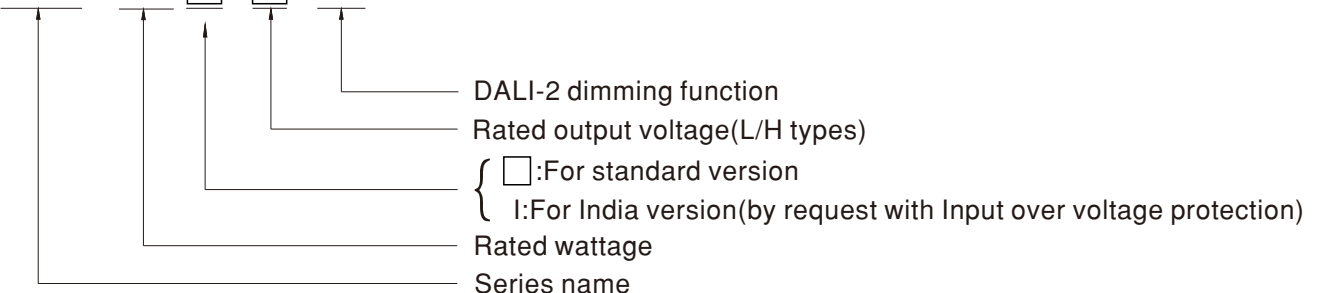 DALI-2 dimming function
Rated output voltage(L/H types)
□:For standard version
I:For India version(by request with Input over voltage protection)
Rated wattage
Series name